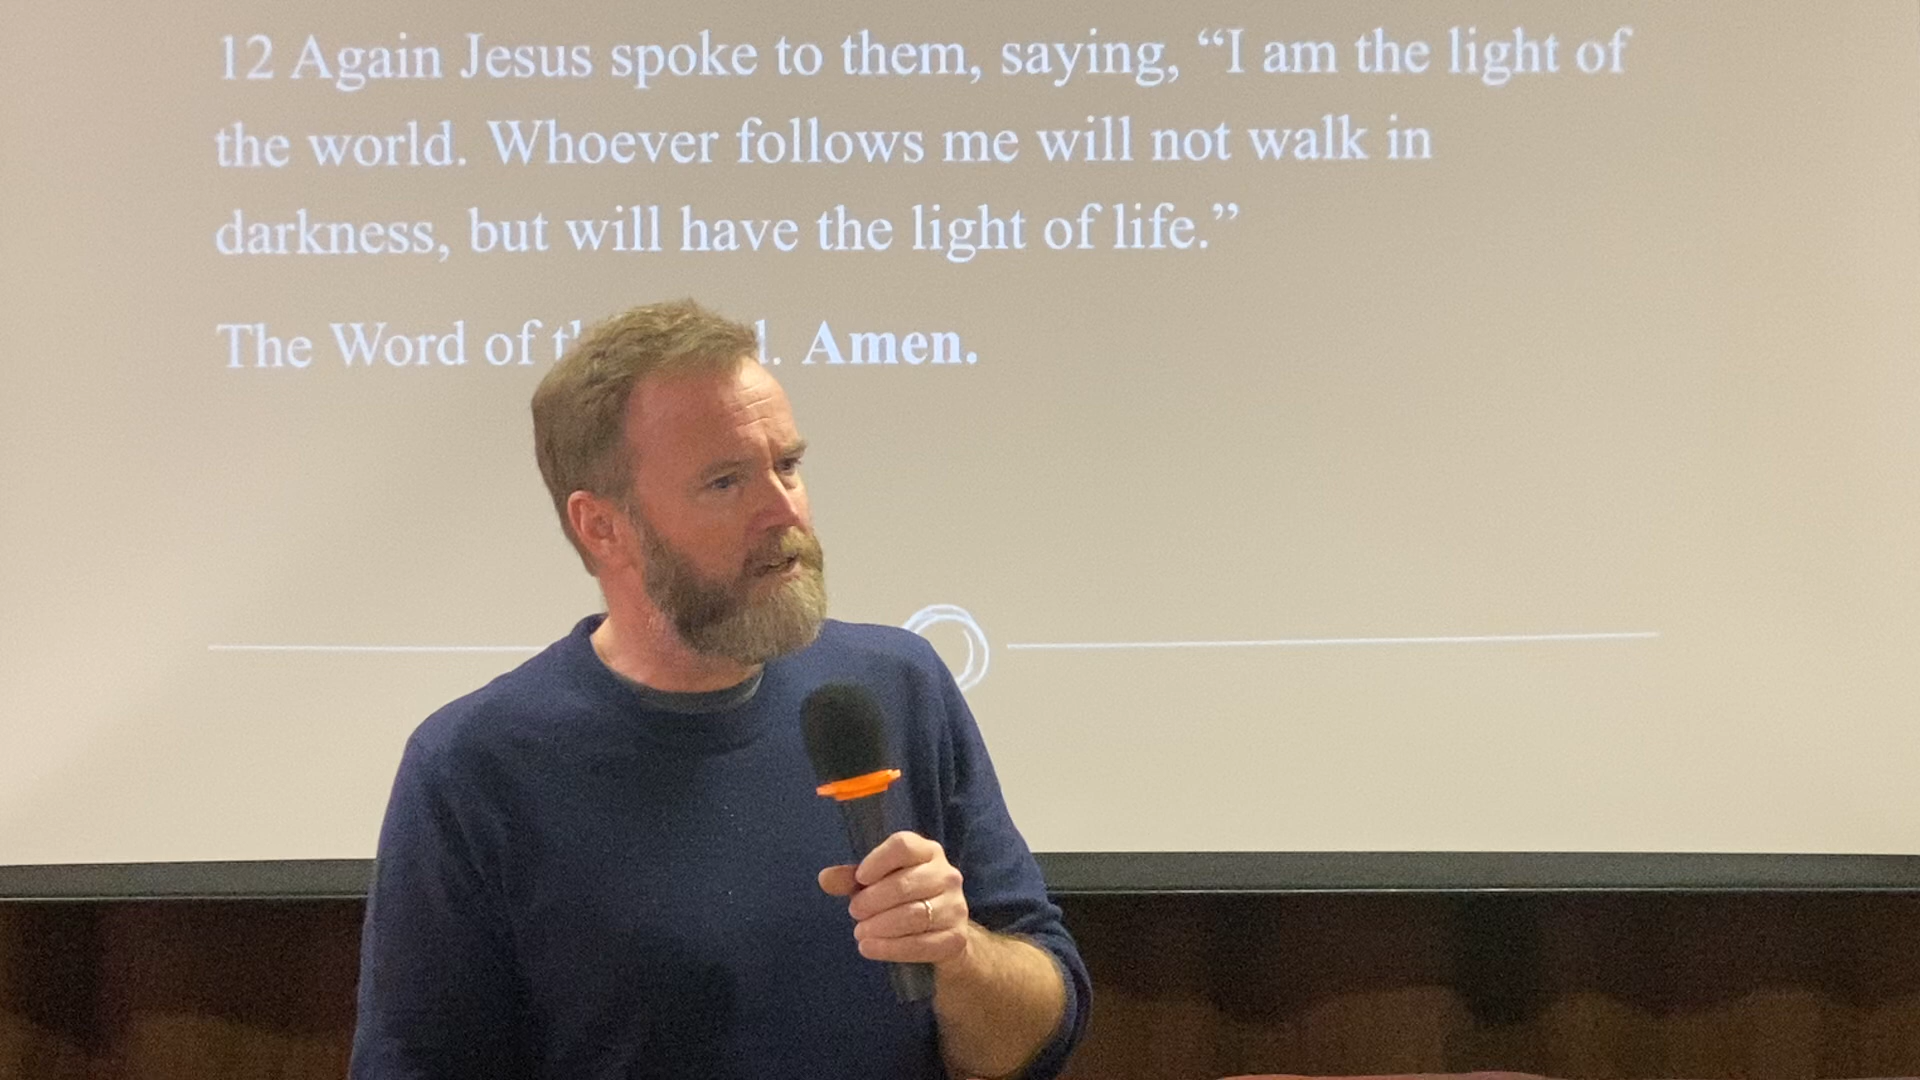 12 Again Jesus spoke to them, saying, “I am the light of
the world. Whoever follows me will not walk in
darkness, but will have the light of life.”
The Word of Amen.